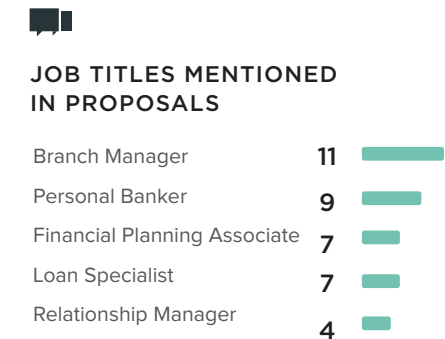 JOB TITLES MENTIONED
IN PROPOSALS
Branch Manager 11
Personal Banker 9
Financial Planning Associate 7
Loan Specialist 7
Relationship Manager 4